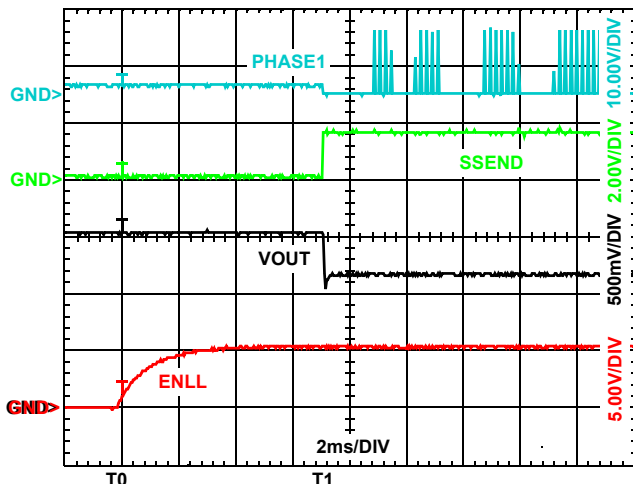 PHASE1
GND>
10.00V/DIV
GND>
SSEND
2.00V/DIV
VOUT
500mV/DIV
ENLL
GND>
5.00V/DIV
2ms/DIV
T0
T1